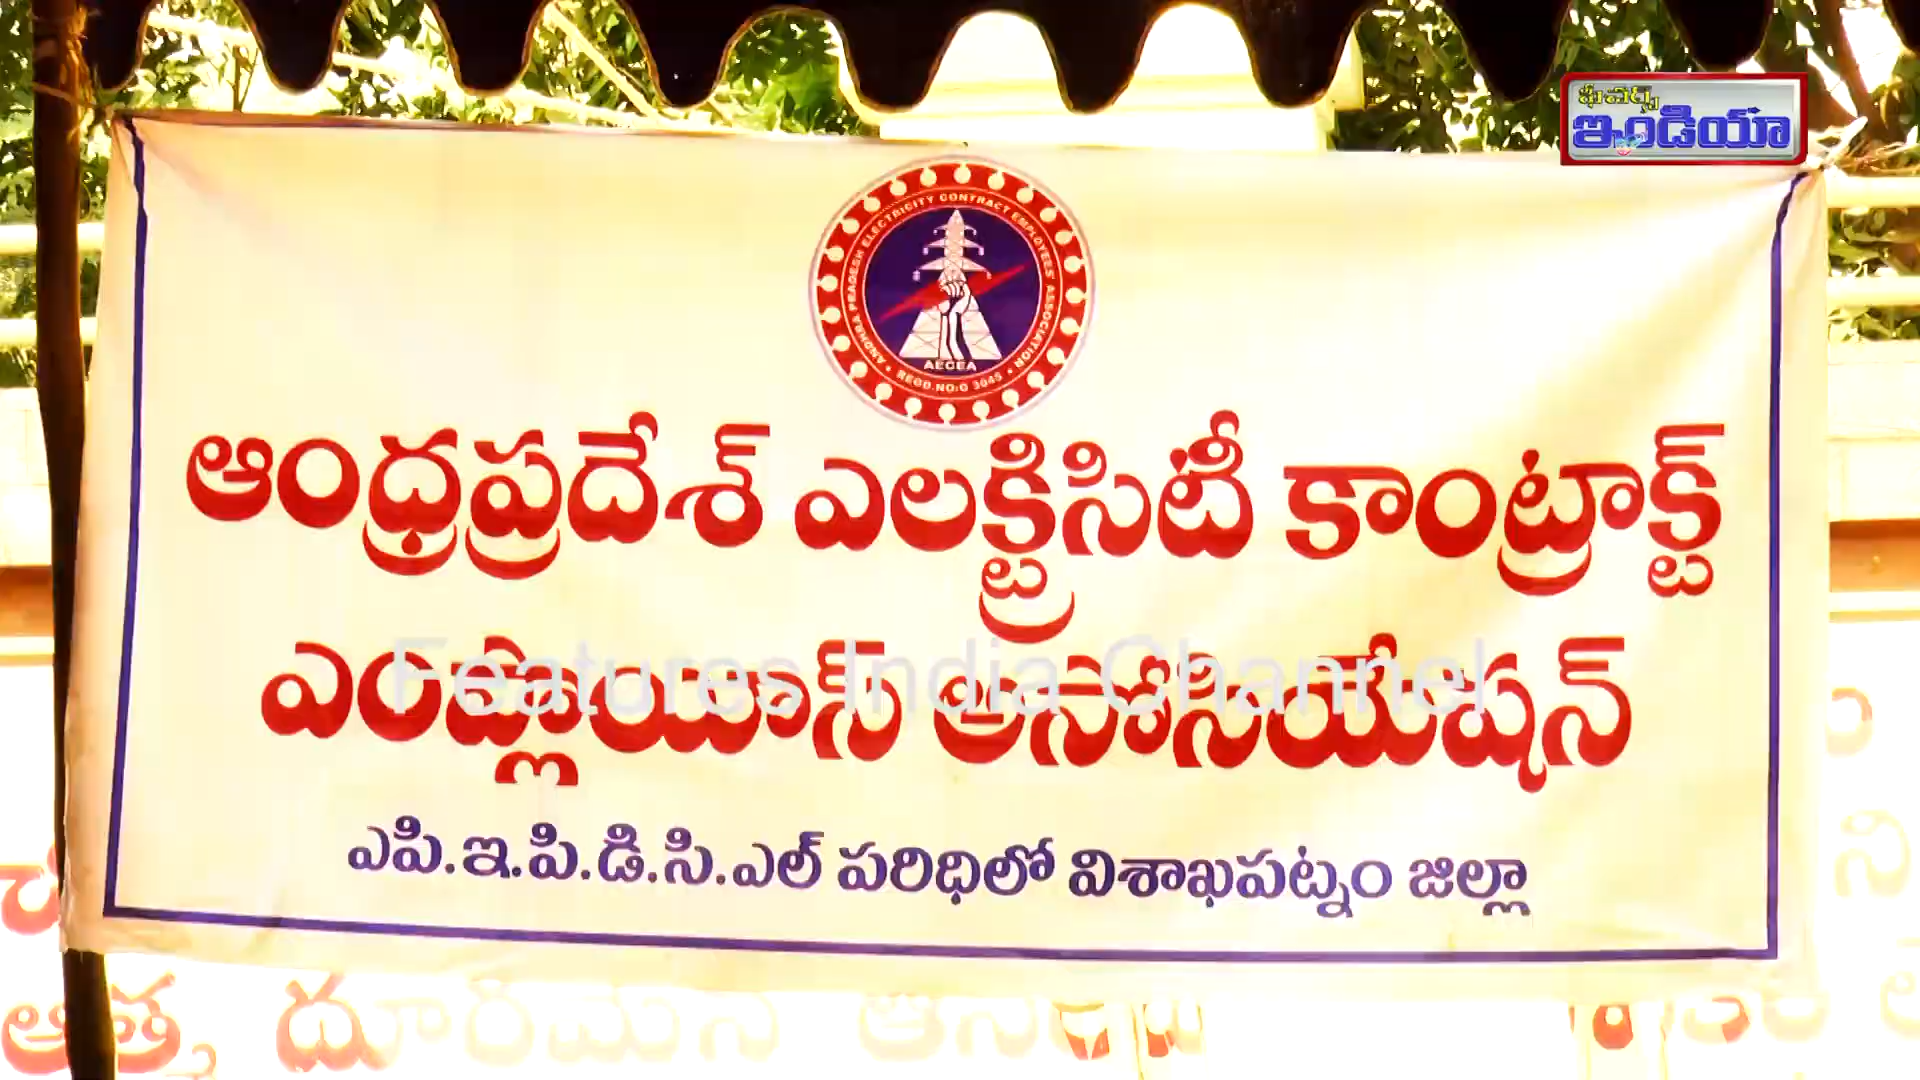 ఫీచర్స్
ఇండియా
ANDHRA PRADESH ELECTRICITY CONTRACT EMPLOYEES' ASSOCIATION
AECEA
REGD.NO:G 3045
ఆంధ్రప్రదేశ్ ఎలక్ట్రిసిటీ కాంట్రాక్ట్
ఎంప్లాయీస్ అసోసియేషన్
Features India Channel
ఎపి.ఇ.పి.డి.సి.ఎల్ పరిధిలో విశాఖపట్నం జిల్లా